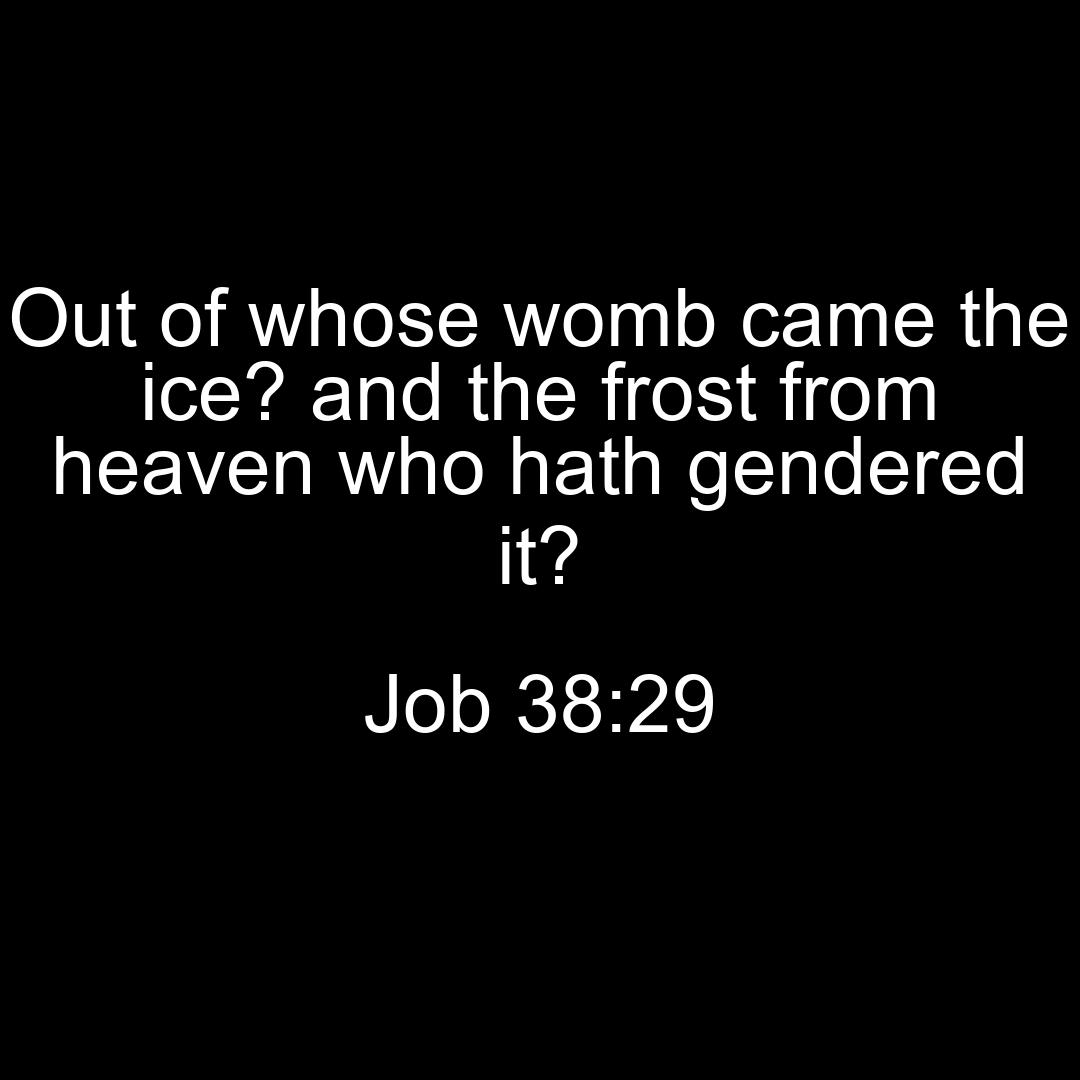 Out of whose womb came the
ice? and the frost from
heaven who hath gendered
it?
Job 38:29